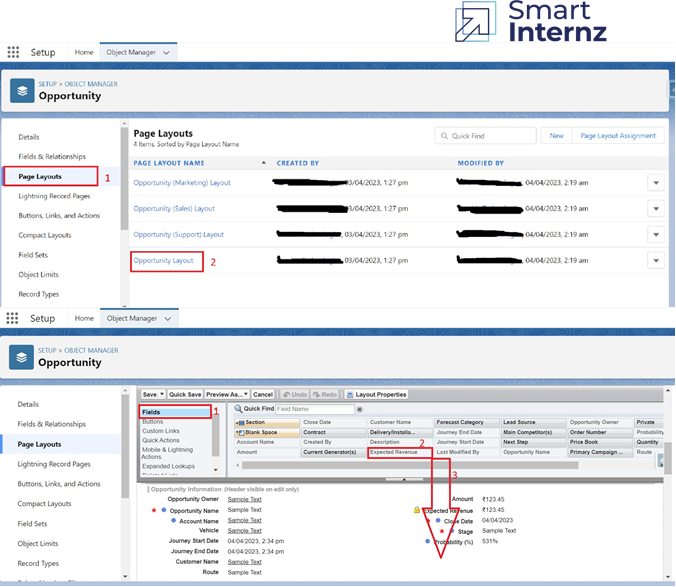 Smart
Internz
Setup Home Object Manager
SETUP > OBJECT MANAGER
Opportunity
Details
Fields & Relationships
Page Layouts 1
Lightning Record Pages
Buttons, Links, and Actions
Compact Layouts
Field Sets
Object Limits
Record Types
Page Layouts
4 Items, Sorted by Page Layout Name
Quick Find
New Page Layout Assignment
PAGE LAYOUT NAME CREATED BY MODIFIED BY
Opportunity (Marketing) Layout 03/04/2023, 1:27 pm 04/04/2023, 2:19 am
Opportunity (Sales) Layout 03/04/2023, 1:27 pm 04/04/2023, 2:19 am
Opportunity (Support) Layout 03/04/2023, 1:27 pm 04/04/2023, 2:19 am
Opportunity Layout 2 03/04/2023, 1:27 pm 04/04/2023, 2:19 am
Setup Home Object Manager
SETUP > OBJECT MANAGER
Opportunity
Details
Fields & Relationships
Page Layouts
Lightning Record Pages
Buttons, Links, and Actions
Compact Layouts
Field Sets
Object Limits
Record Types
Save Quick Save Preview As... Cancel Undo Redo Layout Properties
Fields 1
Buttons
Custom Links
Quick Actions
Mobile & Lightning
Actions
Expanded Lookups
Quick Find Field Name
Section Close Date Customer Name Forecast Category Lead Source Opportunity Owner Private
Blank Space Contract Delivery/Installa... Journey End Date Main Competitor(s) Order Number Probability
Account Name Created By Description Journey Start Date Next Step Price Book Quantity
Amount Current Generator(s) Expected Revenue Last Modified By Opportunity Name Primary Campaign ... Route
2
3
Opportunity Information (Header visible on edit only)
Opportunity Owner Sample Text Amount ₹123.45
Opportunity Name Sample Text Expected Revenue ₹123.45
Account Name Sample Text Close Date 04/04/2023
Vehicle Sample Text Stage Sample Text
Journey Start Date 04/04/2023, 2:34 pm Probability (%) 531%
Journey End Date 04/04/2023, 2:34 pm
Customer Name Sample Text
Route Sample Text